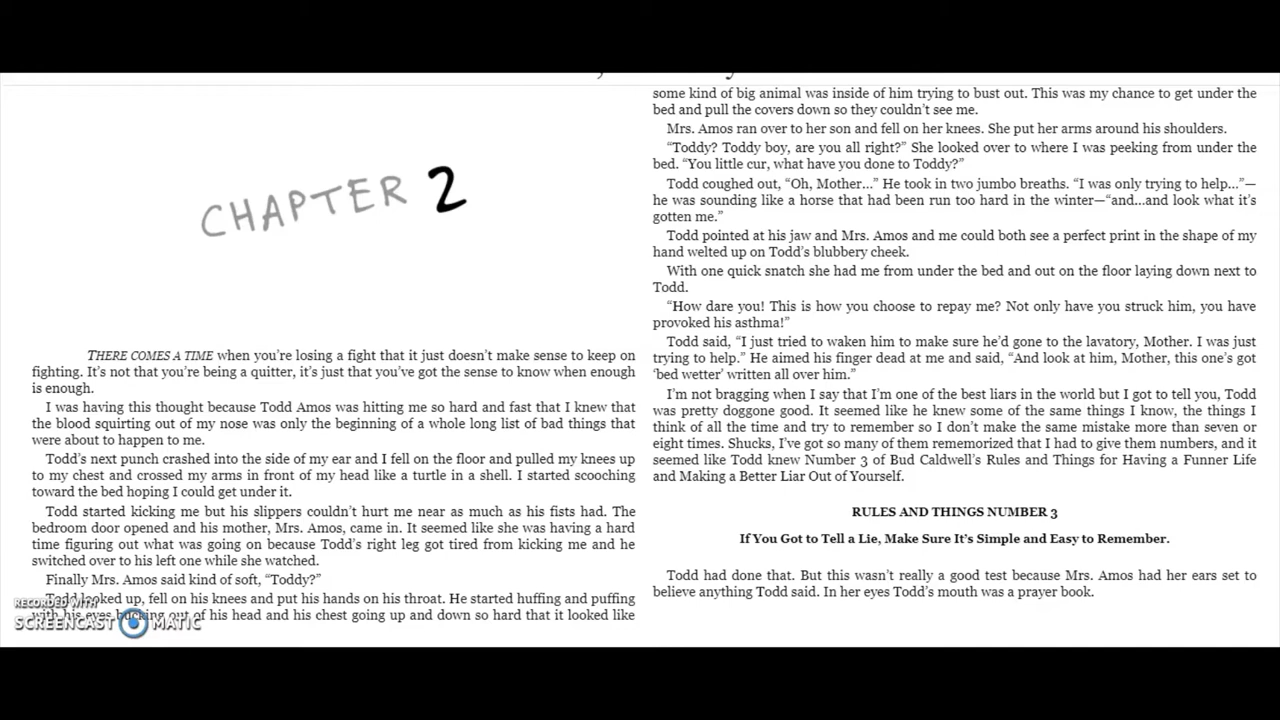 CHAPTER 2
THERE COMES A TIME when you're losing a fight that it just doesn't make sense to keep on
fighting. It's not that you're being a quitter, it's just that you've got the sense to know when enough
is enough.
I was having this thought because Todd Amos was hitting me so hard and fast that I knew that
the blood squirting out of my nose was only the beginning of a whole long list of bad things that
were about to happen to me.
Todd's next punch crashed into the side of my ear and I fell on the floor and pulled my knees up
to my chest and crossed my arms in front of my head like a turtle in a shell. I started scooching
toward the bed hoping I could get under it.
Todd started kicking me but his slippers couldn't hurt me near as much as his fists had. The
bedroom door opened and his mother, Mrs. Amos, came in. It seemed like she was having a hard
time figuring out what was going on because Todd's right leg got tired from kicking me and he
switched over to his left one while she watched.
Finally Mrs. Amos said kind of soft, “Toddy?”
Todd looked up, fell on his knees and put his hands on his throat. He started huffing and puffing
with his eyes bucking out of his head and his chest going up and down so hard that it looked like
RECORDED WITH
SCREENCAST MATIC
some kind of big animal was inside of him trying to bust out. This was my chance to get under the
bed and pull the covers down so they couldn't see me.
Mrs. Amos ran over to her son and fell on her knees. She put her arms around his shoulders.
“Toddy? Toddy boy, are you all right?” She looked over to where I was peeking from under the
bed. “You little cur, what have you done to Toddy?”
Todd coughed out, “Oh, Mother...” He took in two jumbo breaths. “I was only trying to help...”—
he was sounding like a horse that had been run too hard in the winter—“and...and look what it's
gotten me.”
Todd pointed at his jaw and Mrs. Amos and me could both see a perfect print in the shape of my
hand welted up on Todd's blubbery cheek.
With one quick snatch she had me from under the bed and out on the floor laying down next to
Todd.
“How dare you! This is how you choose to repay me? Not only have you struck him, you have
provoked his asthma!”
Todd said, “I just tried to waken him to make sure he'd gone to the lavatory, Mother. I was just
trying to help.” He aimed his finger dead at me and said, “And look at him, Mother, this one's got
‘bed wetter’ written all over him.”
I'm not bragging when I say that I'm one of the best liars in the world but I got to tell you, Todd
was pretty doggone good. It seemed like he knew some of the same things I know, the things I
think of all the time and try to remember so I don't make the same mistake more than seven or
eight times. Shucks, I've got so many of them rememorized that I had to give them numbers, and it
seemed like Todd knew Number 3 of Bud Caldwell's Rules and Things for Having a Funner Life
and Making a Better Liar Out of Yourself.
RULES AND THINGS NUMBER 3
If You Got to Tell a Lie, Make Sure It's Simple and Easy to Remember.
Todd had done that. But this wasn't really a good test because Mrs. Amos had her ears set to
believe anything Todd said. In her eyes Todd's mouth was a prayer book.